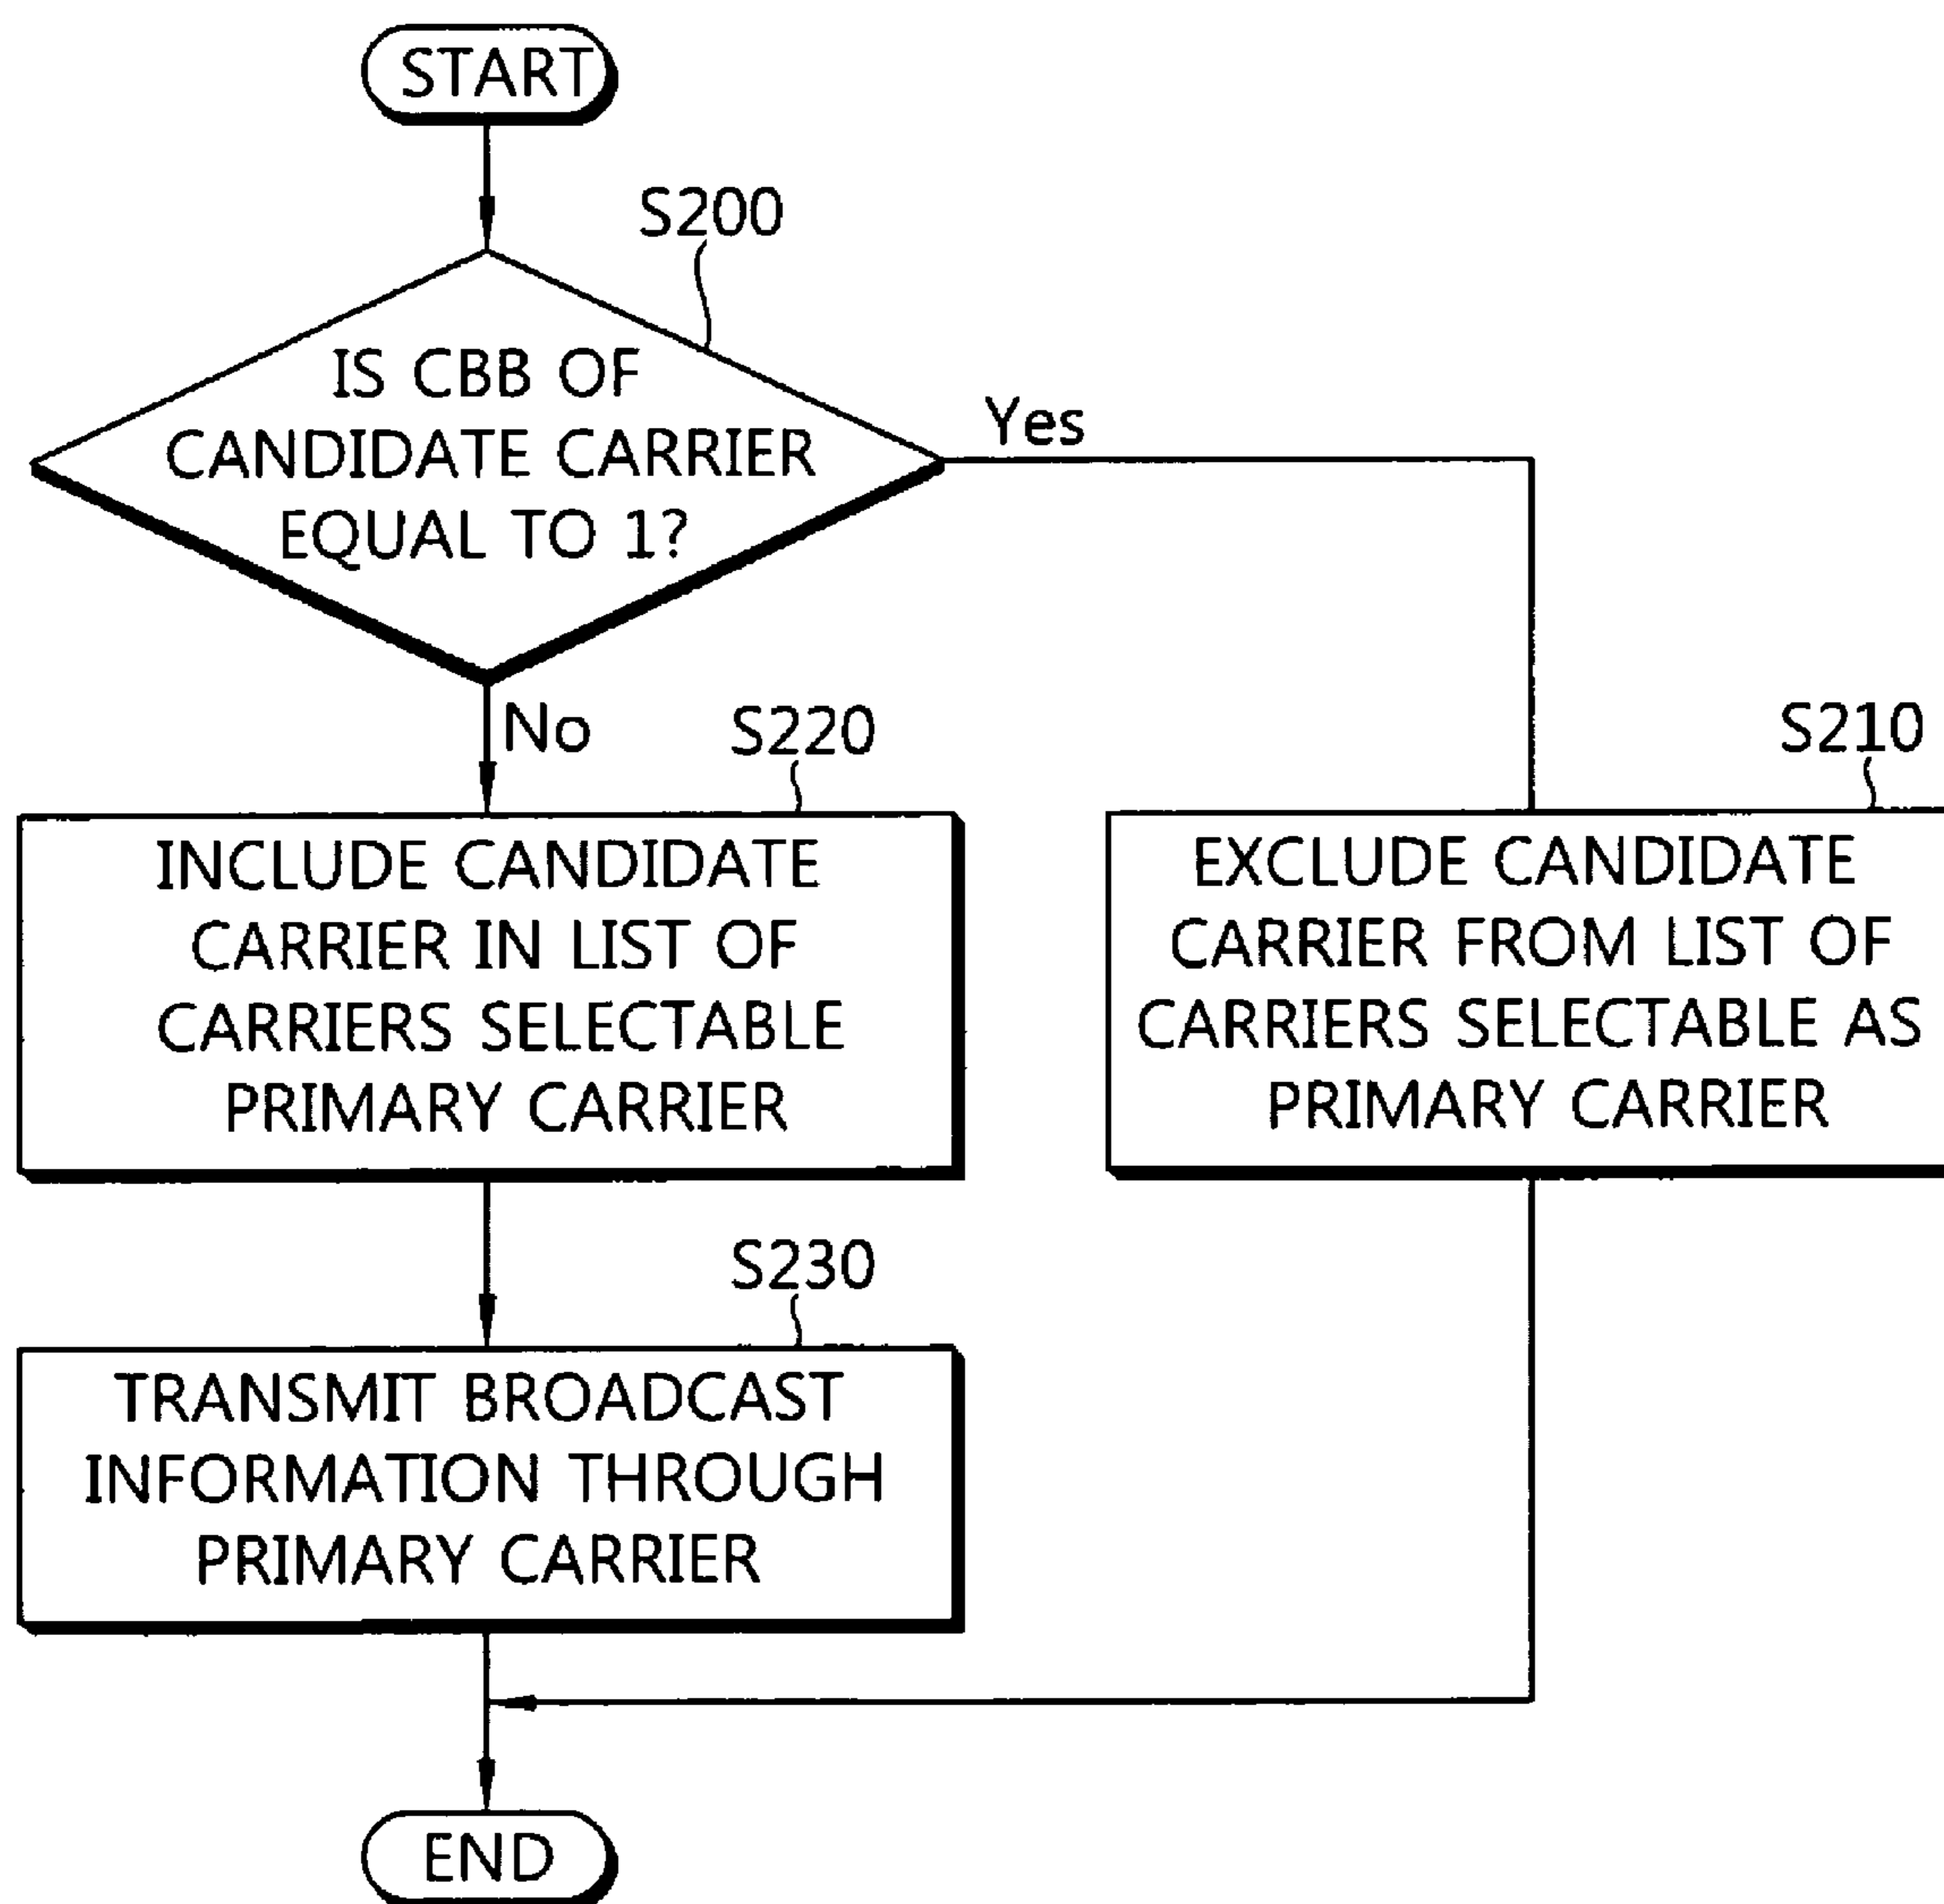 START
S200
IS CBB OF
CANDIDATE CARRIER
EQUAL TO 1?
Yes
No
S220
INCLUDE CANDIDATE
CARRIER IN LIST OF
CARRIERS SELECTABLE
PRIMARY CARRIER
S210
EXCLUDE CANDIDATE
CARRIER FROM LIST OF
CARRIERS SELECTABLE AS
PRIMARY CARRIER
S230
TRANSMIT BROADCAST
INFORMATION THROUGH
PRIMARY CARRIER
END